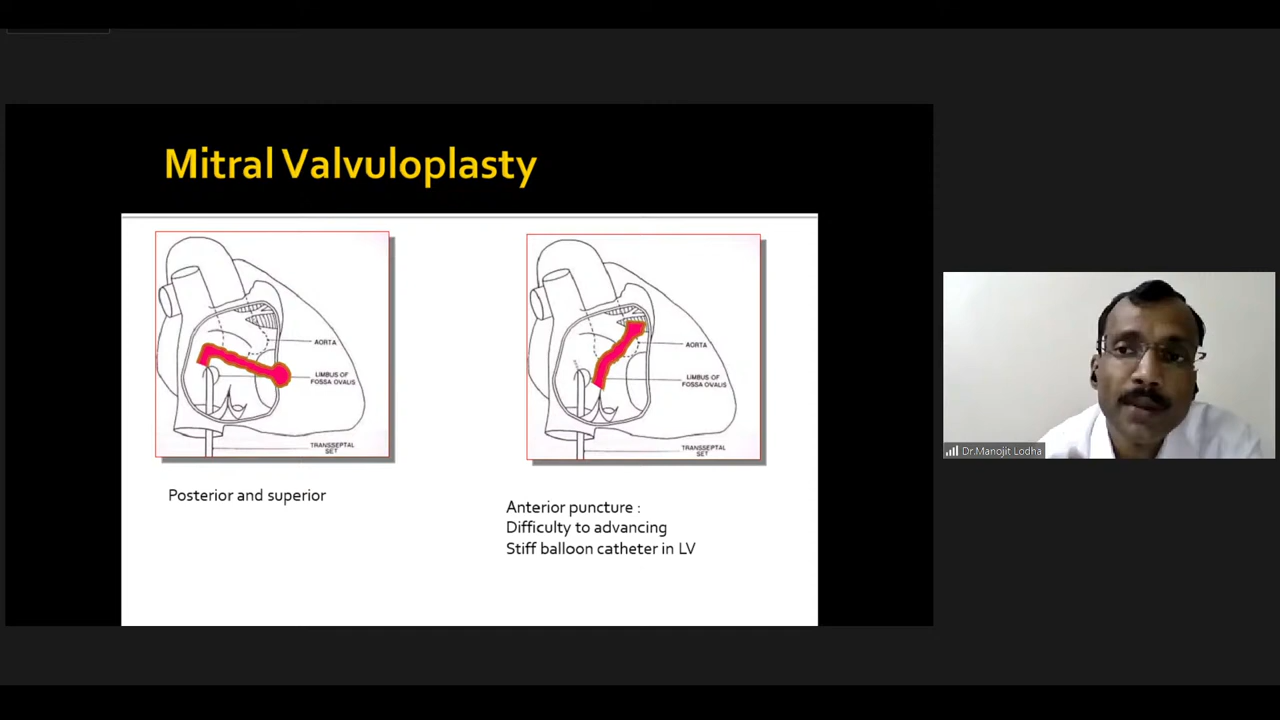 Mitral Valvuloplasty
AORTA
LIMBUS OF
FOSSA OVALIS
TRANSSEPTAL
SET
AORTA
LIMBUS OF
FOSSA OVALIS
TRANSSEPTAL
SET
Posterior and superior
Anterior puncture :
Difficulty to advancing
Stiff balloon catheter in LV
Dr.Manojit Lodha